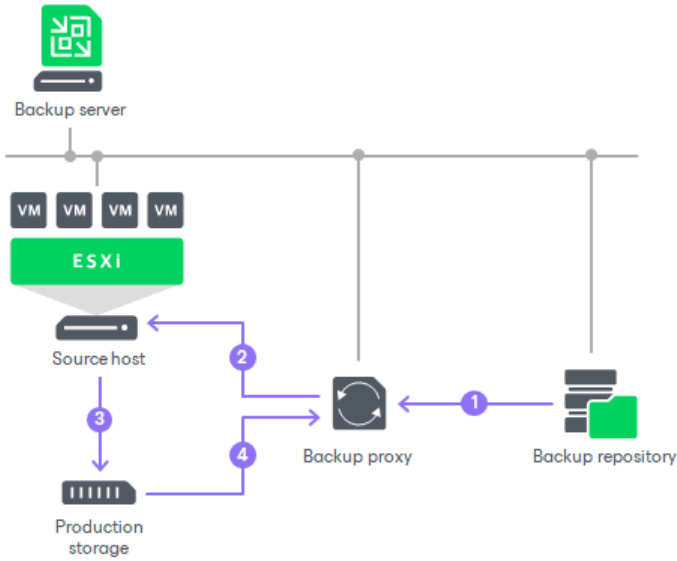 Backup server
VM VM VM VM
ESXi
Source host
2
1
3
Backup proxy
Backup repository
4
Production
storage